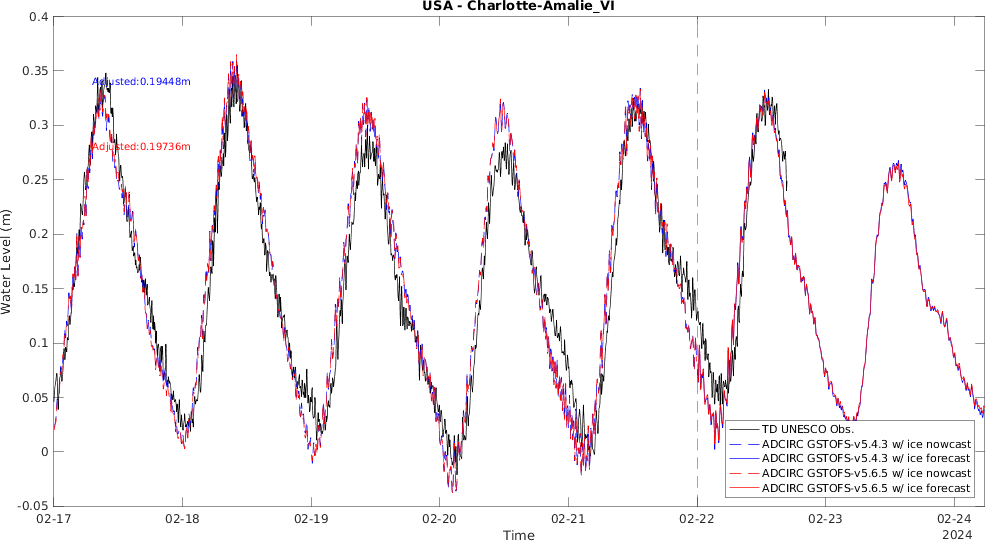 USA - Charlotte-Amalie_VI
0.4
0.35
0.3
0.25
0.2
0.15
0.1
0.05
0
-0.05
Water Level (m)
Adjusted:0.19448m
Adjusted:0.19736m
TD UNESCO Obs.
ADCIRC GSTOFS-v5.4.3 w/ ice nowcast
ADCIRC GSTOFS-v5.4.3 w/ ice forecast
ADCIRC GSTOFS-v5.6.5 w/ ice nowcast
ADCIRC GSTOFS-v5.6.5 w/ ice forecast
02-17 02-18 02-19 02-20 02-21 02-22 02-23 02-24
Time
2024